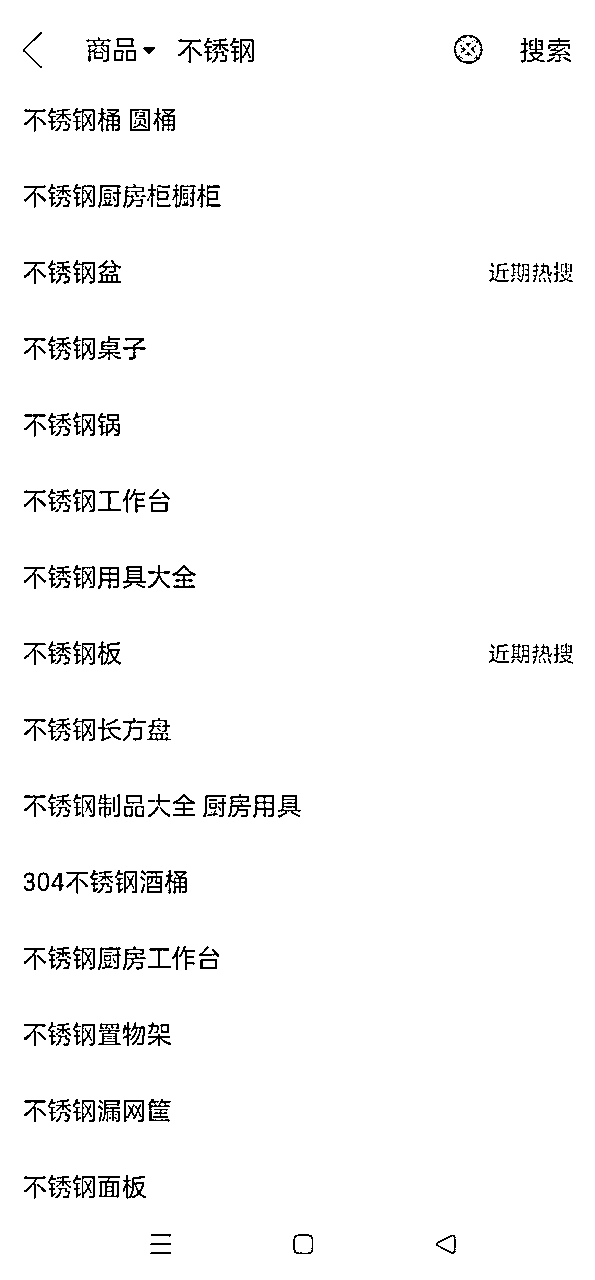 商品 不锈钢 搜索
不锈钢桶 圆桶
不锈钢厨房柜橱柜
不锈钢盆 近期热搜
不锈钢桌子
不锈钢锅
不锈钢工作台
不锈钢用具大全
不锈钢板 近期热搜
不锈钢长方盘
不锈钢制品大全 厨房用具
304不锈钢酒桶
不锈钢厨房工作台
不锈钢置物架
不锈钢漏网筐
不锈钢面板